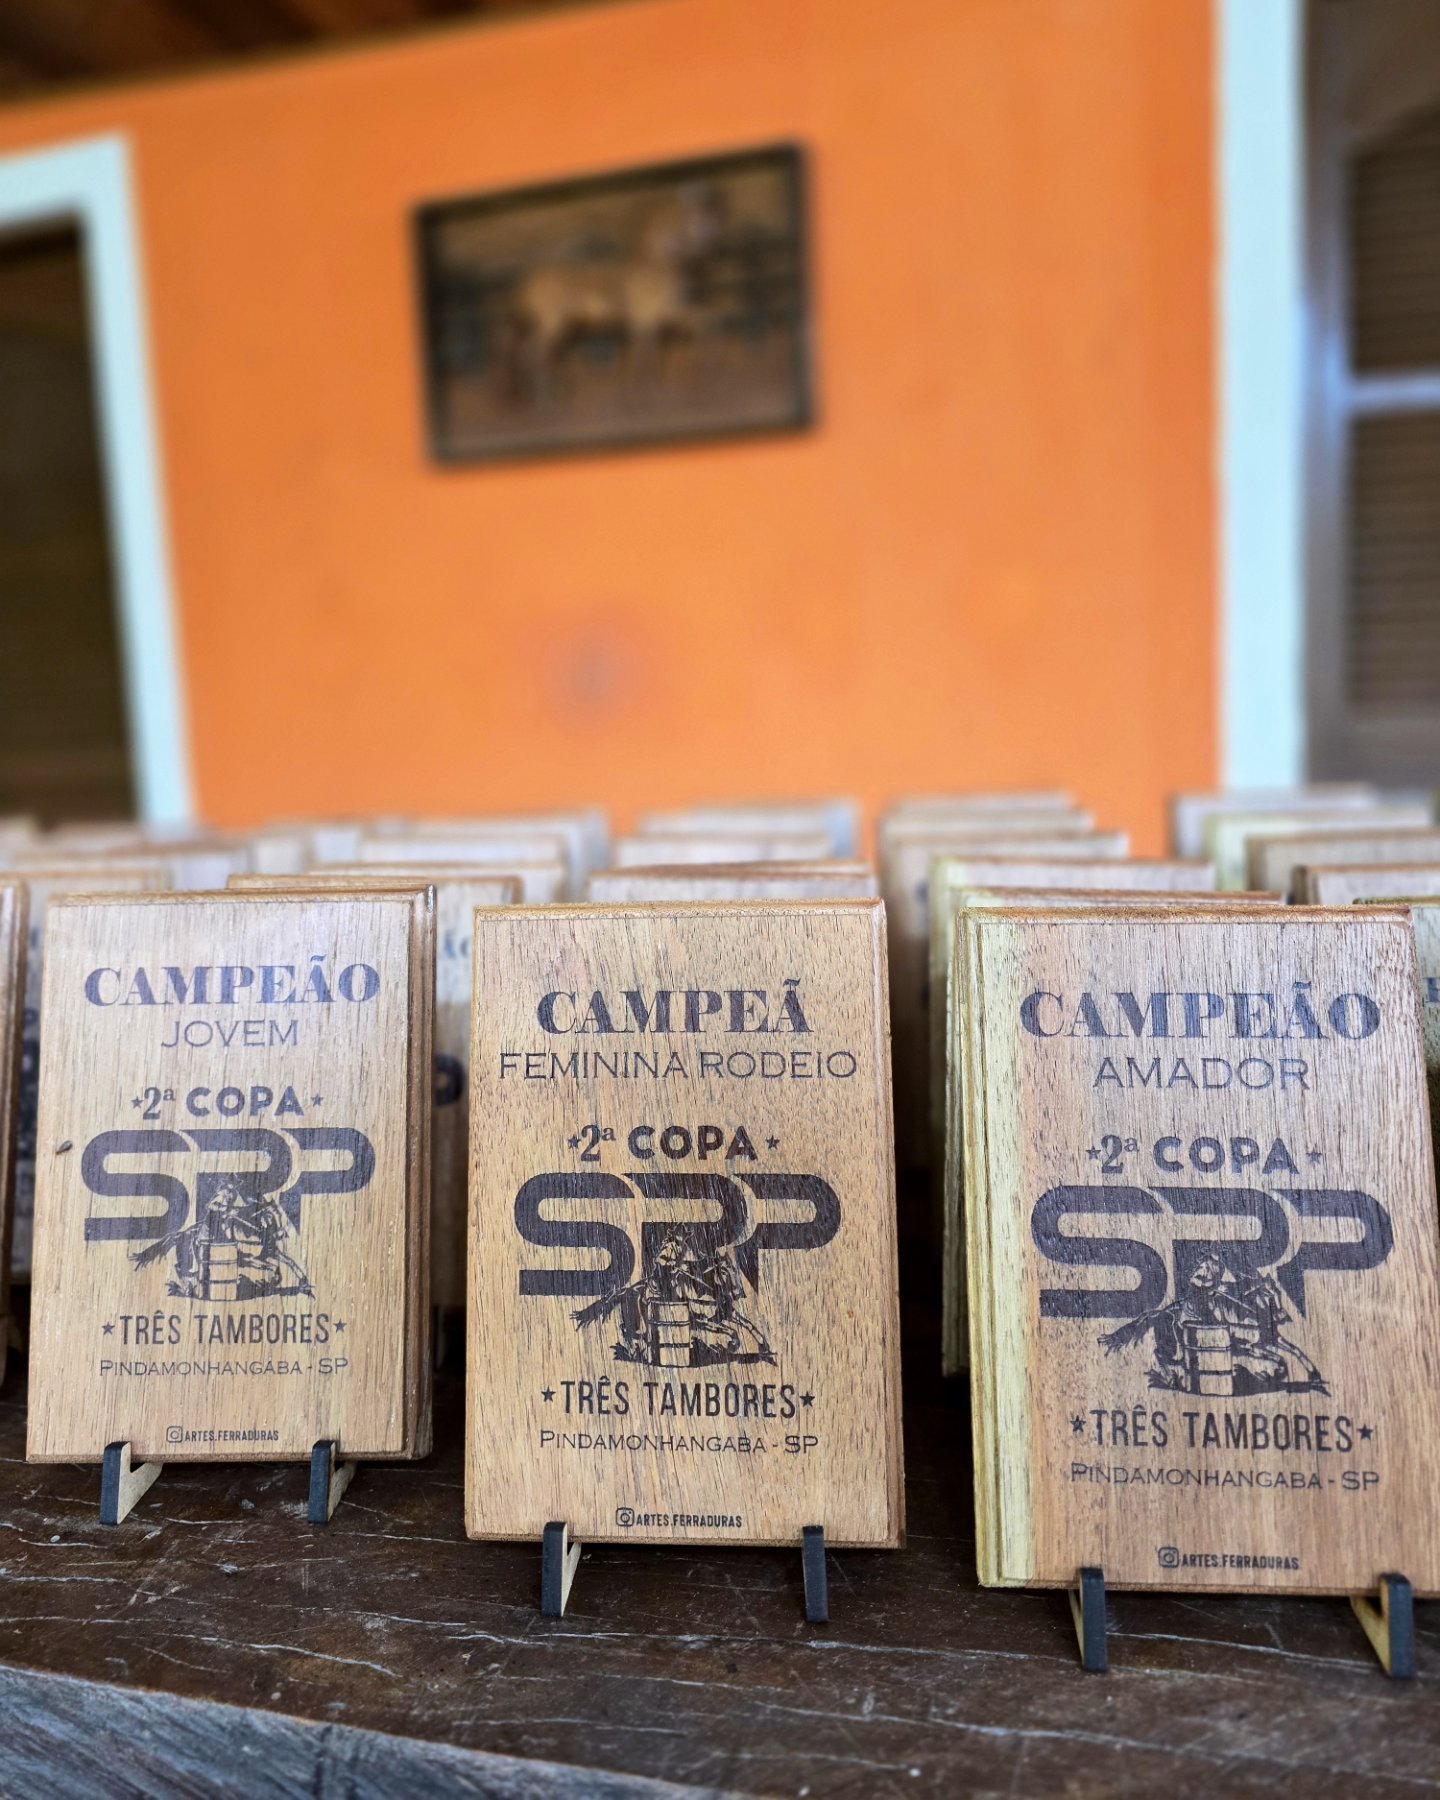 CAMPEÃO
JOVEM
2ª COPA
SRP
TRÊS TAMBORES
PINDAMONHANGABA - SP
ARTES.FERRADURAS
CAMPEÃ
FEMININA RODEIO
2ª COPA
SRP
TRÊS TAMBORES
PINDAMONHANGABA - SP
ARTES.FERRADURAS
CAMPEÃO
AMADOR
2ª COPA
SRP
TRÊS TAMBORES
PINDAMONHANGABA - SP
ARTES.FERRADURAS